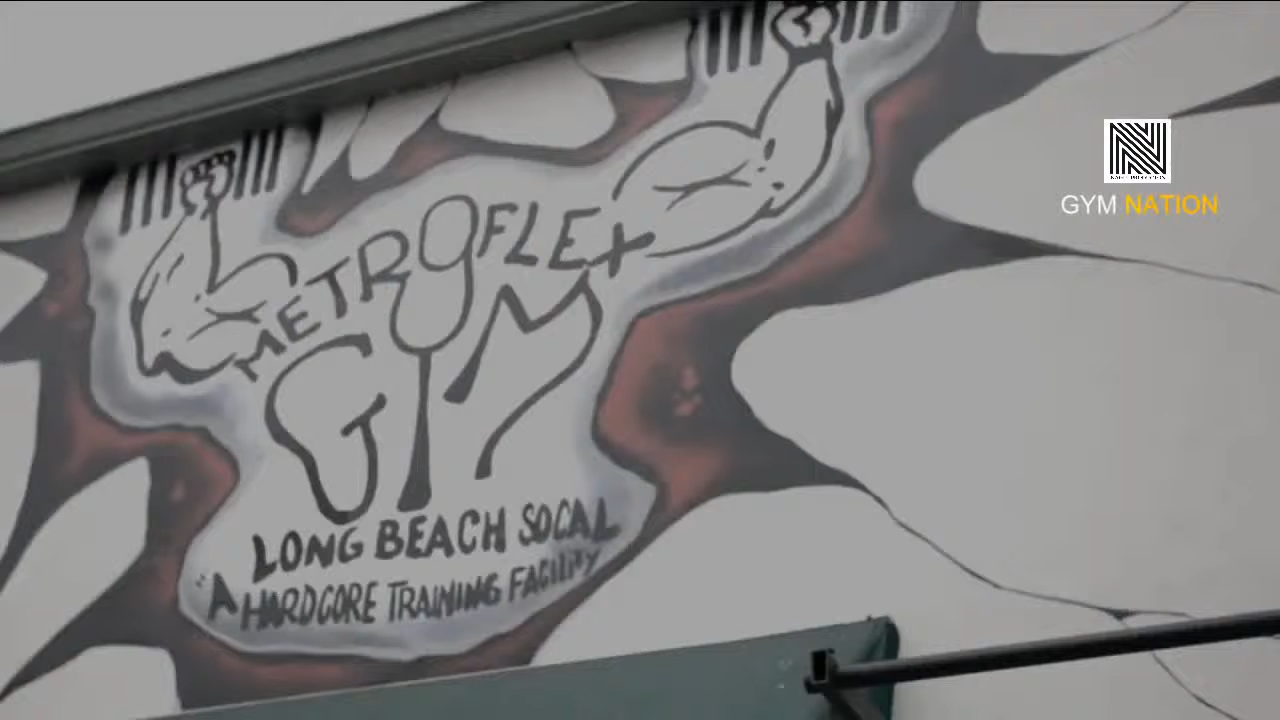 METROFLEX
GYM
LONG BEACH SOCAL
"A HARDCORE TRAINING FACILITY
GYM NATION